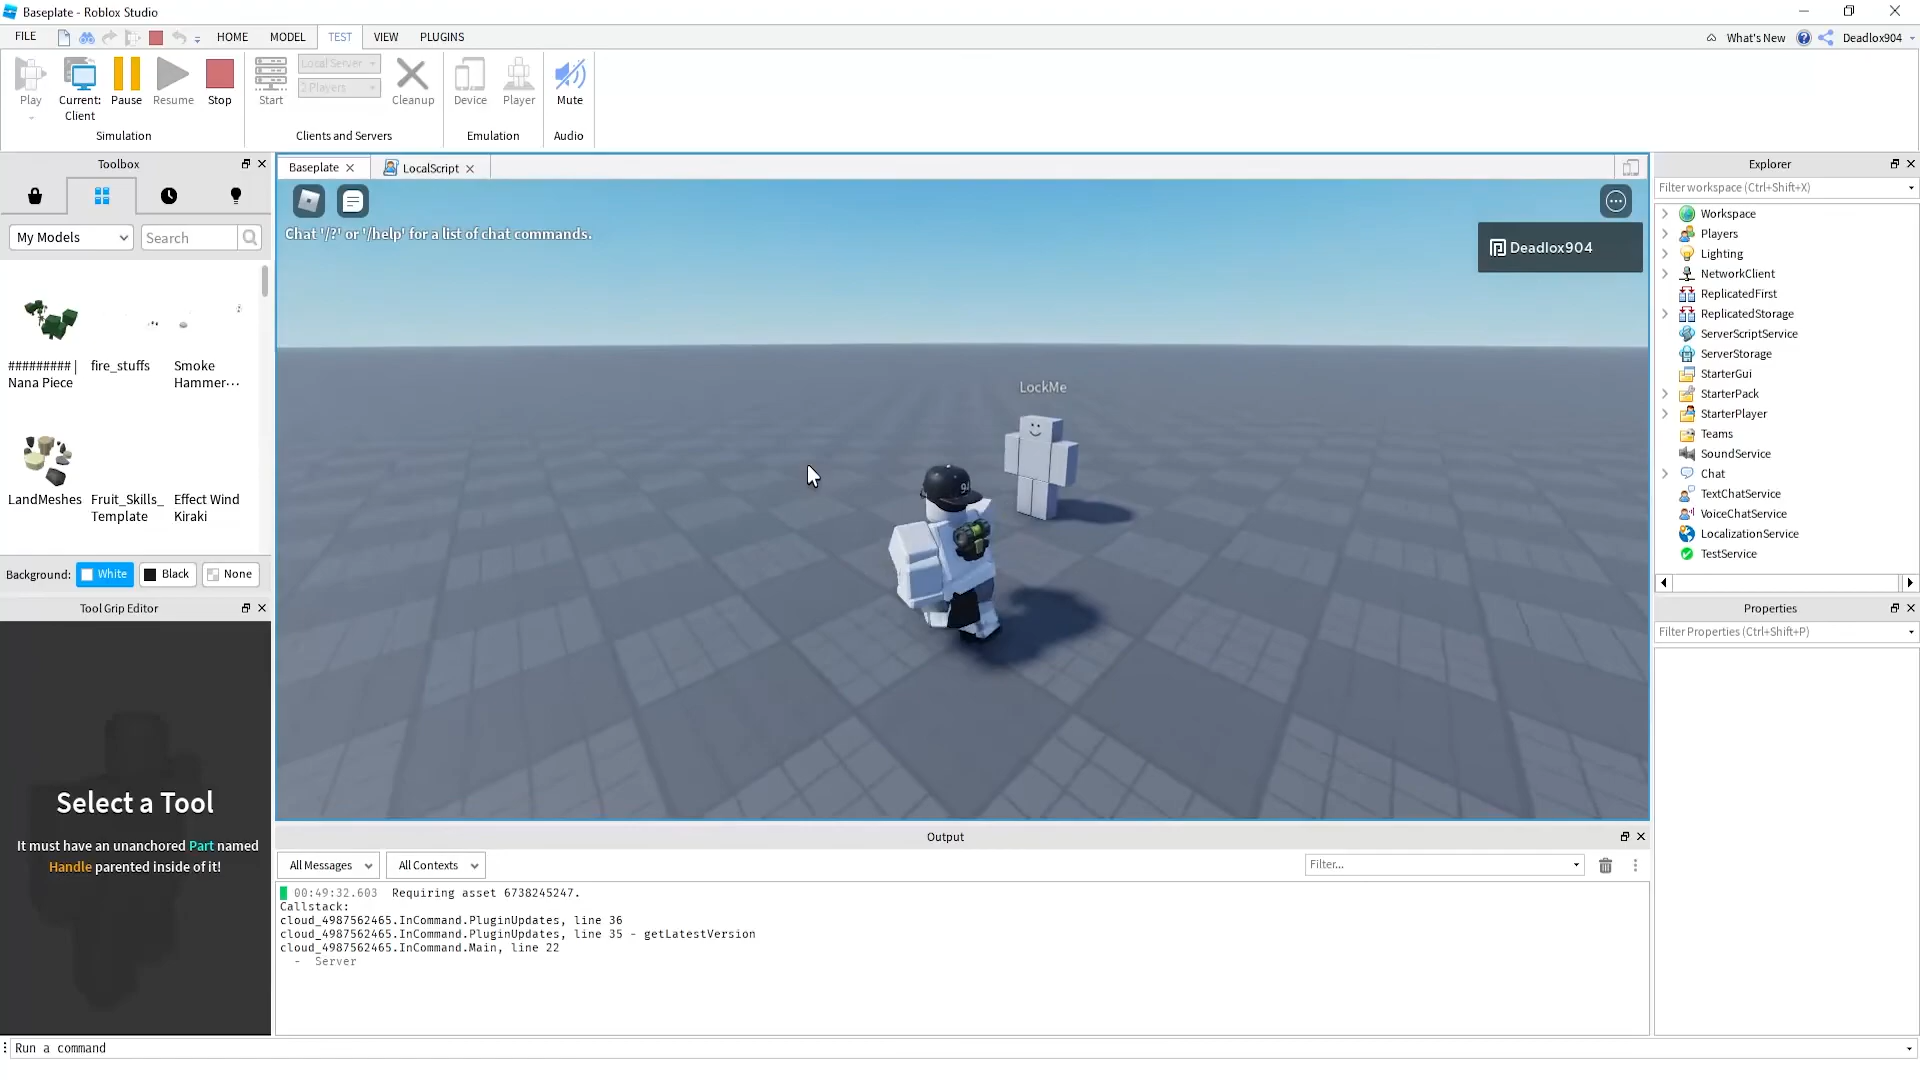 Baseplate - Roblox Studio
FILE
HOME
MODEL
TEST
VIEW
PLUGINS
What's New
Deadlox904
Play
Current:
Client
Pause
Resume
Stop
Simulation
Start
Local Server
2 Players
Cleanup
Clients and Servers
Device
Player
Emulation
Mute
Audio
Toolbox
My Models
Search
######### |
Nana Piece
fire_stuffs
Smoke
Hammer...
LandMeshes
Fruit_Skills_
Template
Effect Wind
Kiraki
Background:
White
Black
None
Tool Grip Editor
Select a Tool
It must have an unanchored Part named
Handle parented inside of it!
Baseplate
LocalScript
Chat '/?' or '/help' for a list of chat commands.
Deadlox904
LockMe
Output
All Messages
All Contexts
Filter...
00:49:32.603 Requiring asset 6738245247.
Callstack:
cloud_4987562465.InCommand.PluginUpdates, line 36
cloud_4987562465.InCommand.PluginUpdates, line 35 - getLatestVersion
cloud_4987562465.InCommand.Main, line 22
- Server
Explorer
Filter workspace (Ctrl+Shift+X)
Workspace
Players
Lighting
NetworkClient
ReplicatedFirst
ReplicatedStorage
ServerScriptService
ServerStorage
StarterGui
StarterPack
StarterPlayer
Teams
SoundService
Chat
TextChatService
VoiceChatService
LocalizationService
TestService
Properties
Filter Properties (Ctrl+Shift+P)
Run a command